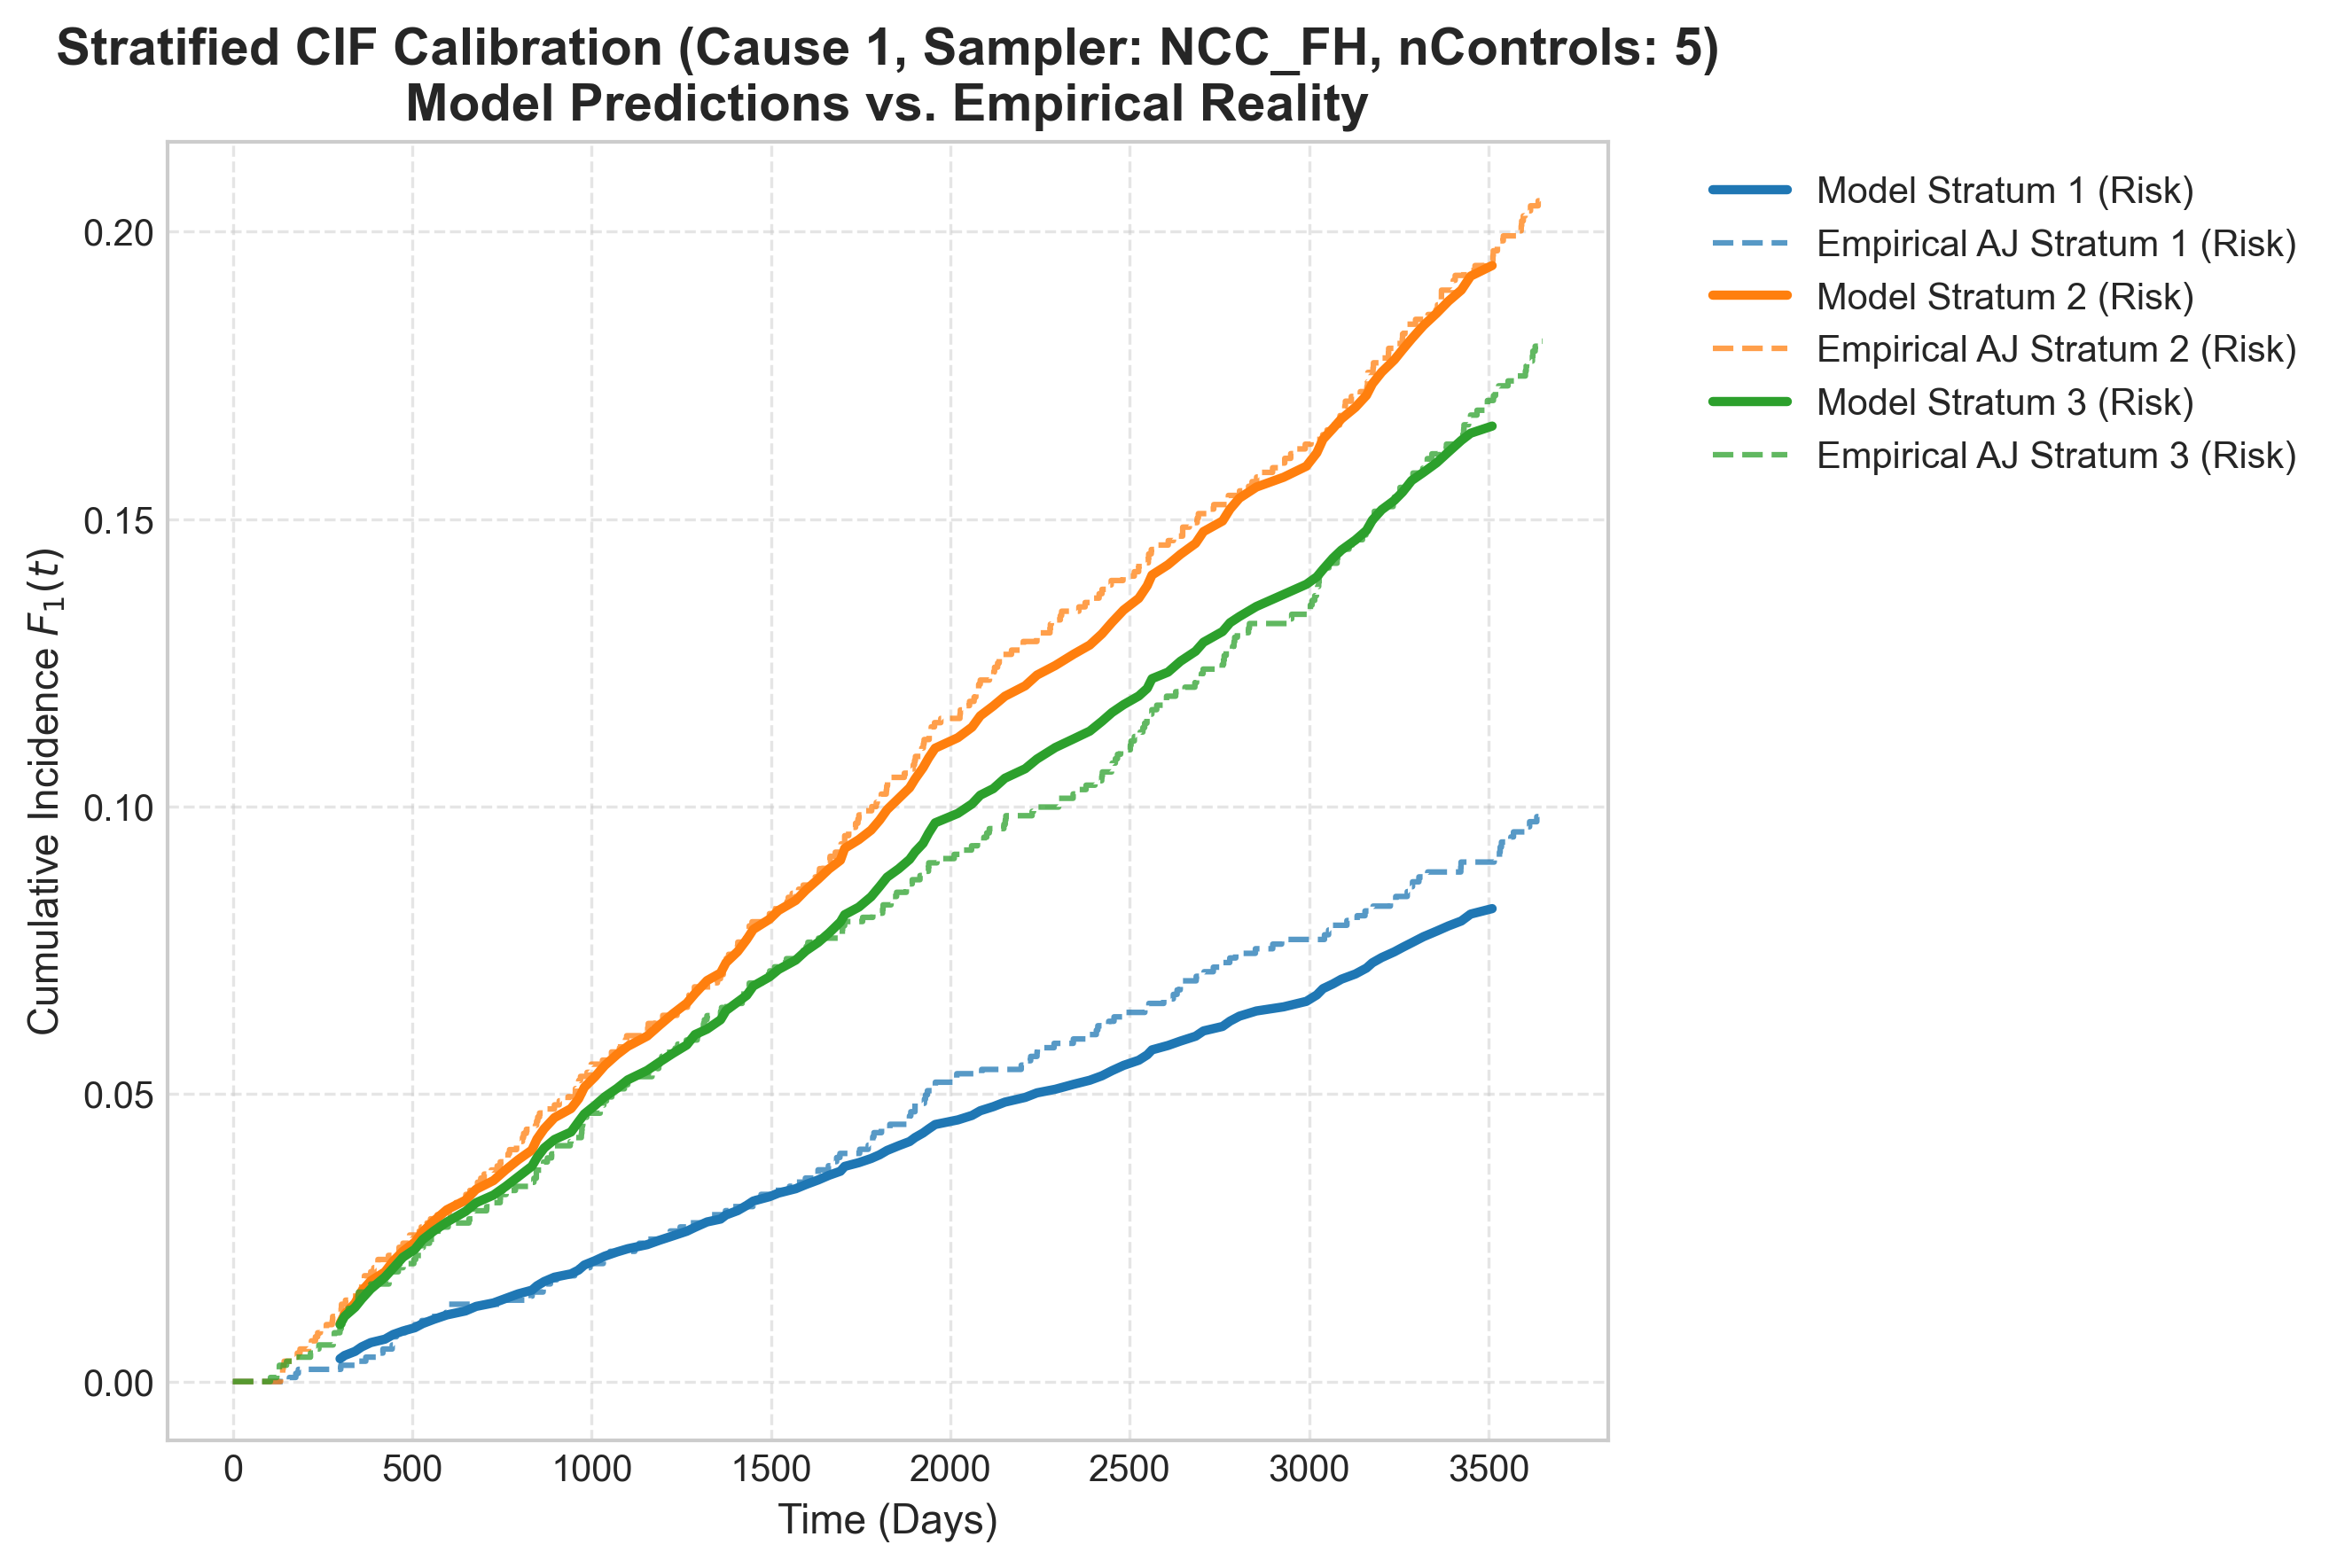 Stratified CIF Calibration (Cause 1, Sampler: NCC_FH, nControls: 5)
Model Predictions vs. Empirical Reality
Cumulative Incidence F₁(t)
0.20
0.15
0.10
0.05
0.00
0
500
1000
1500
2000
2500
3000
3500
Time (Days)
Model Stratum 1 (Risk)
Empirical AJ Stratum 1 (Risk)
Model Stratum 2 (Risk)
Empirical AJ Stratum 2 (Risk)
Model Stratum 3 (Risk)
Empirical AJ Stratum 3 (Risk)